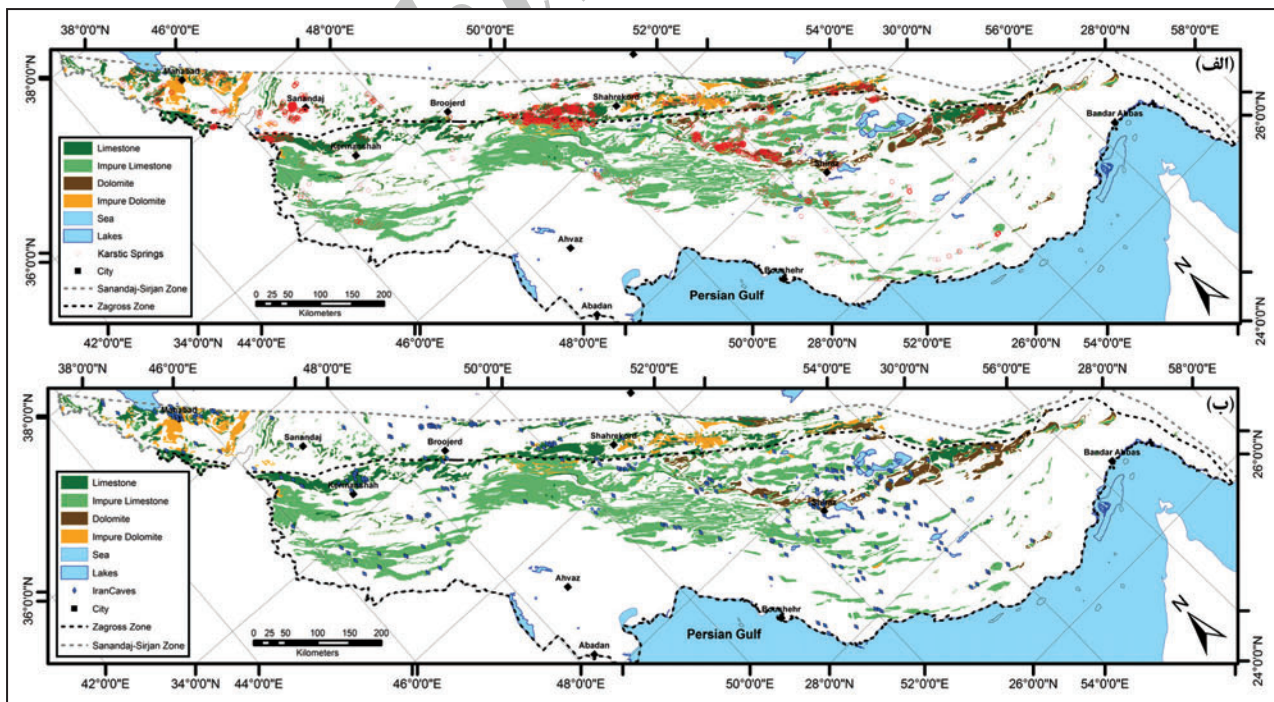 38°0'0"N 46°0'0"E 48°0'0"E 50°0'0"E 52°0'0"E 54°0'0"E 30°0'0"N 56°0'0"E 28°0'0"N 58°0'0"E
(الف)
38°0'0"N
Mahabad
Sanandaj
Broojerd
Shahrekord
Kermanshah
Shiraz
Bandar Abbas
26°0'0"N
Limestone
Impure Limestone
Dolomite
Impure Dolomite
Sea
Lakes
Karstic Springs
City
Sanandaj-Sirjan Zone
Zagross Zone
36°0'0"N
Ahvaz
Abadan
Boushehr
Persian Gulf
0 25 50 100 150 200
Kilometers
N
24°0'0"N
42°0'0"E 34°0'0"N 44°0'0"E 46°0'0"E 48°0'0"E 50°0'0"E 28°0'0"N 52°0'0"E 26°0'0"N 54°0'0"E
38°0'0"N 46°0'0"E 48°0'0"E 50°0'0"E 52°0'0"E 54°0'0"E 30°0'0"N 56°0'0"E 28°0'0"N 58°0'0"E
(ب)
38°0'0"N
Mahabad
Sanandaj
Broojerd
Shahrekord
Kermanshah
Shiraz
Bandar Abbas
26°0'0"N
Limestone
Impure Limestone
Dolomite
Impure Dolomite
Sea
Lakes
IranCaves
City
Zagross Zone
Sanandaj-Sirjan Zone
36°0'0"N
Ahvaz
Abadan
Boushehr
Persian Gulf
0 25 50 100 150 200
Kilometers
N
24°0'0"N
42°0'0"E 34°0'0"N 44°0'0"E 46°0'0"E 48°0'0"E 50°0'0"E 28°0'0"N 52°0'0"E 26°0'0"N 54°0'0"E